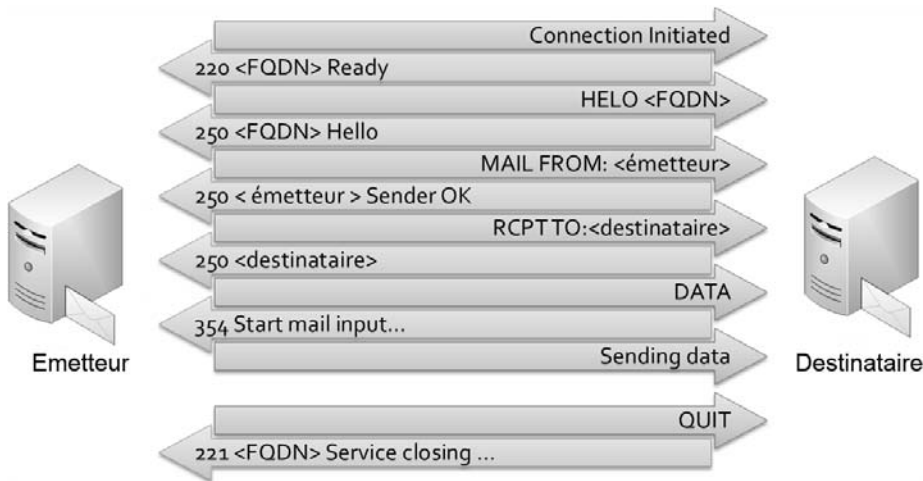 Connection Initiated
220 <FQDN> Ready
HELO <FQDN>
250 <FQDN> Hello
MAIL FROM: <émetteur>
250 < émetteur > Sender OK
RCPT TO:<destinataire>
250 <destinataire>
DATA
354 Start mail input...
Sending data
Emetteur
Destinataire
QUIT
221 <FQDN> Service closing ...